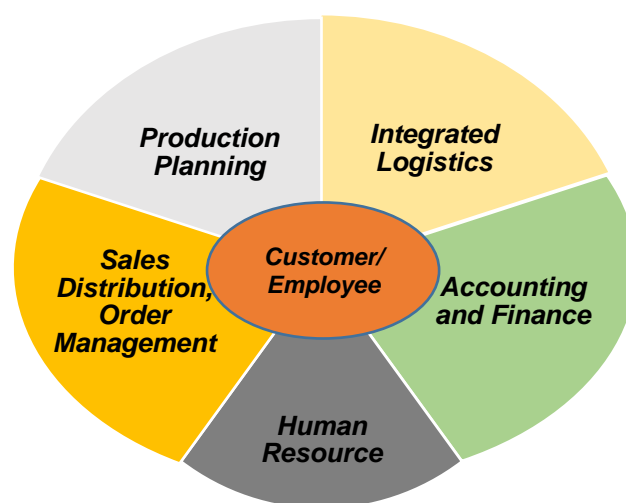 Production
Planning
Integrated
Logistics
Customer/
Employee
Sales
Distribution,
Order
Management
Accounting
and Finance
Human
Resource